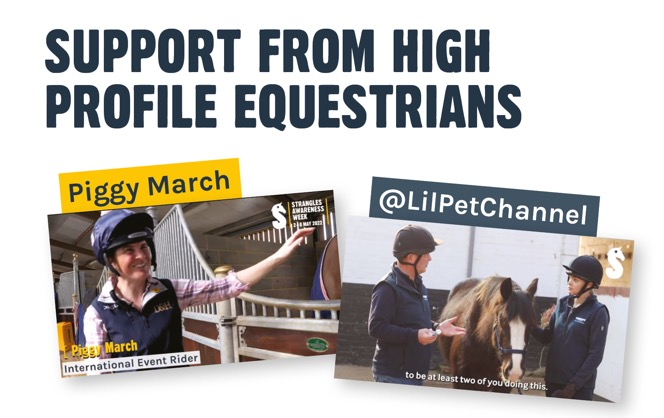 SUPPORT FROM HIGH
PROFILE EQUESTRIANS
Piggy March
@LilPetChannel
STRANGLES
AWARENESS
WEEK
Piggy March
International Event Rider
to be at least two of you doing this.